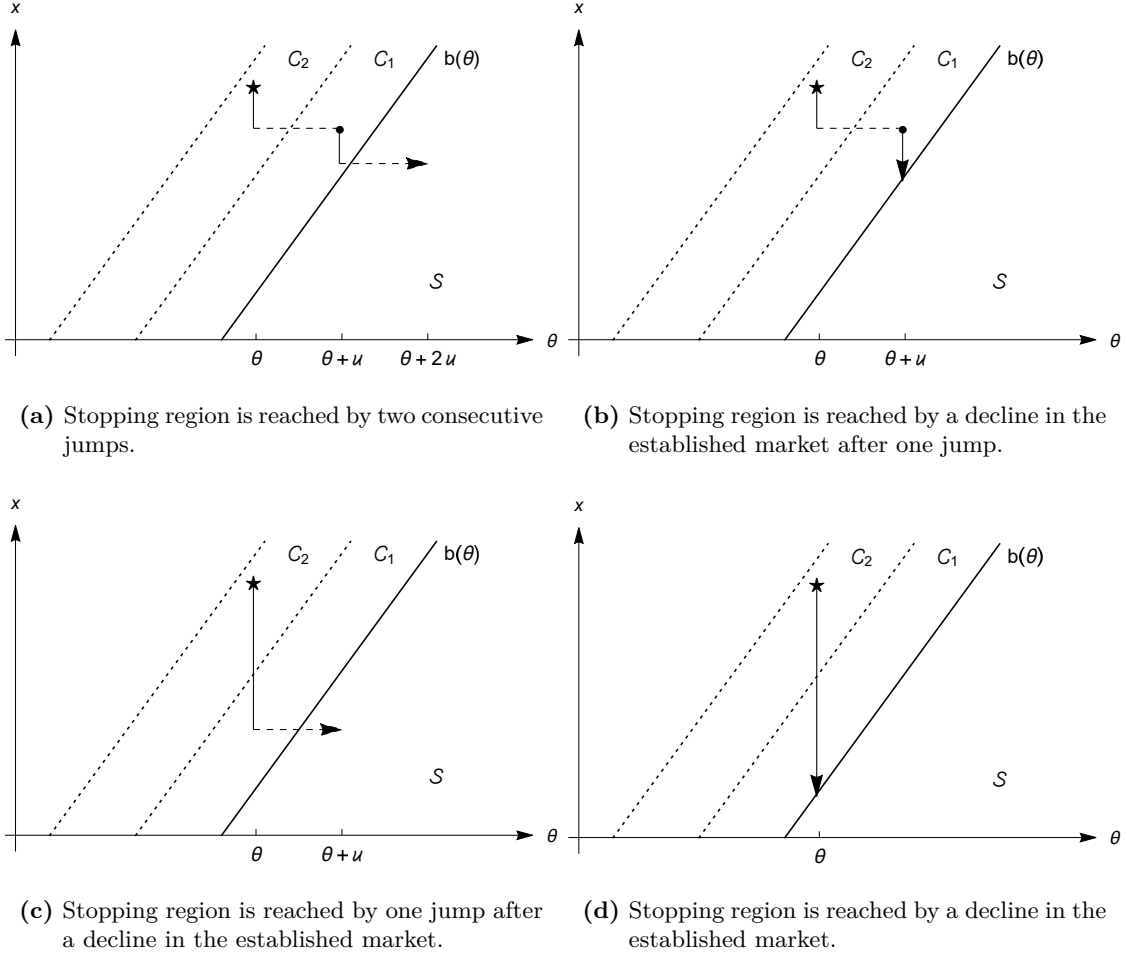 x
C₂
C₁
b(θ)
S
θ
θ
θ+u
θ+2u
(a) Stopping region is reached by two consecutive
jumps.
x
C₂
C₁
b(θ)
S
θ
θ
θ+u
(b) Stopping region is reached by a decline in the
established market after one jump.
x
C₂
C₁
b(θ)
S
θ
θ
θ+u
(c) Stopping region is reached by one jump after
a decline in the established market.
x
C₂
C₁
b(θ)
S
θ
θ
(d) Stopping region is reached by a decline in the
established market.